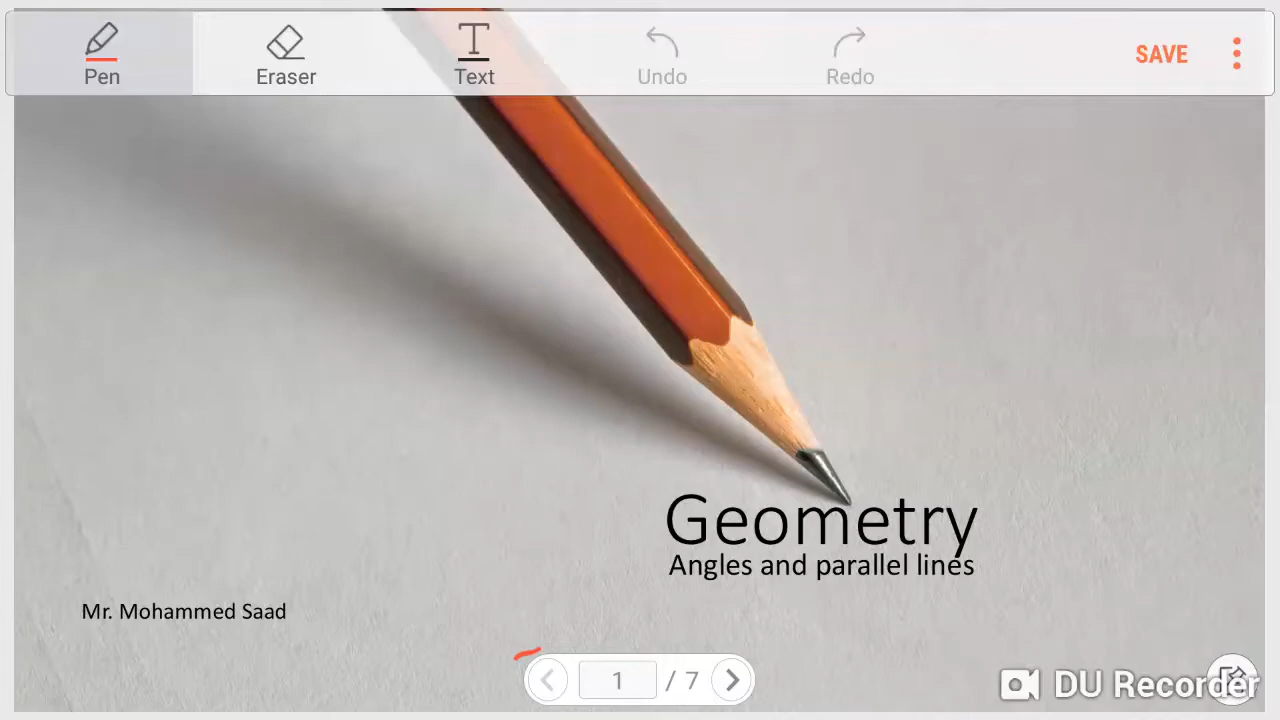 Pen Eraser Text Undo Redo SAVE
Geometry
Angles and parallel lines
Mr. Mohammed Saad
1 / 7
DU Recorder